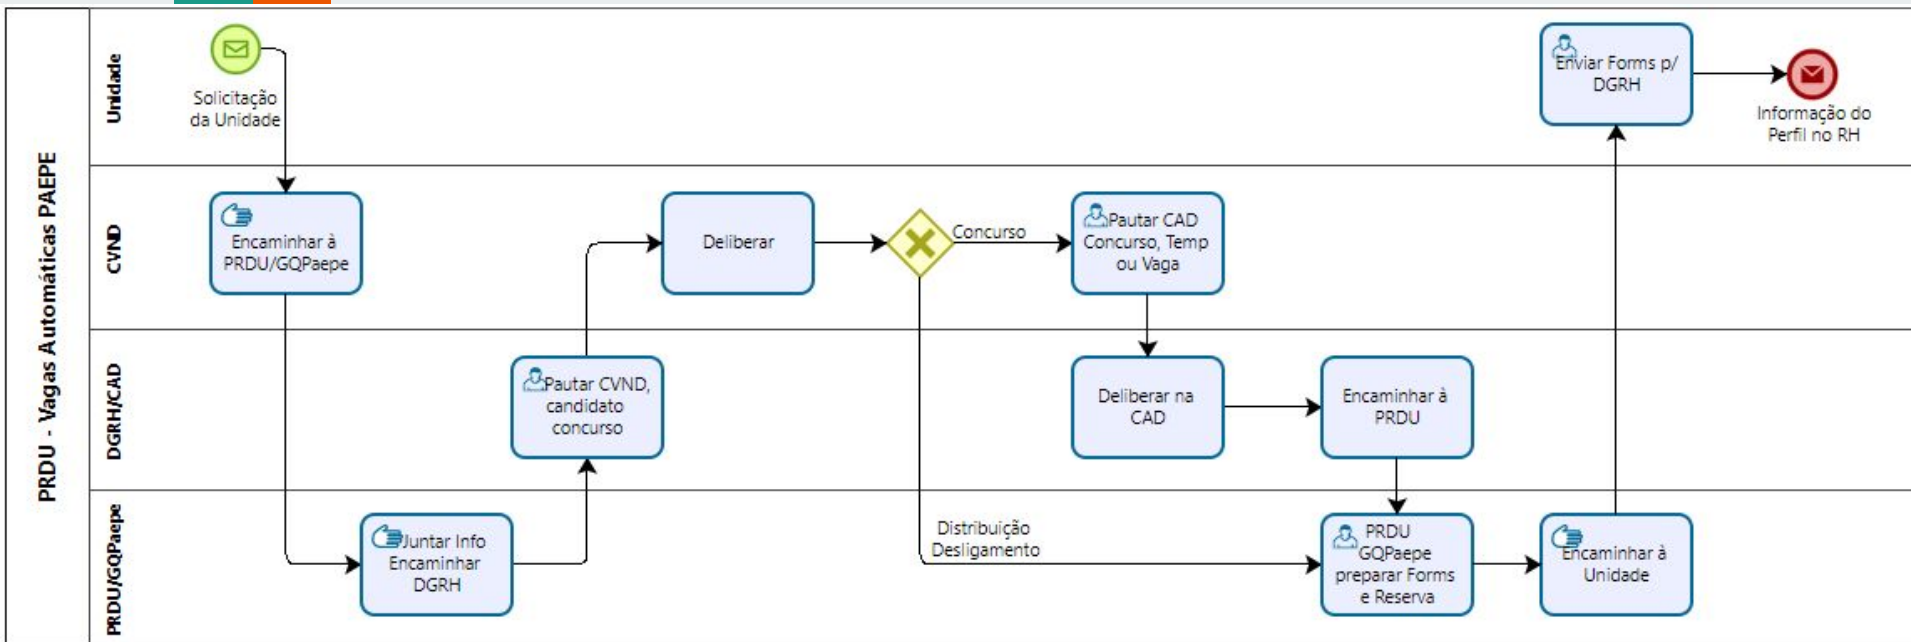 PRDU - Vagas Automáticas PAEPE
Unidade
Solicitação
da Unidade
Enviar Forms p/
DGRH
Informação do
Perfil no RH
CVND
Encaminhar à
PRDU/GQPaepe
Deliberar
Concurso
Pautar CAD
Concurso, Temp
ou Vaga
DGRH/CAD
Pautar CVND,
candidato
concurso
Deliberar na
CAD
Encaminhar à
PRDU
PRDU/GQPaepe
Juntar Info
Encaminhar
DGRH
Distribuição
Desligamento
PRDU
GQPaepe
preparar Forms
e Reserva
Encaminhar à
Unidade